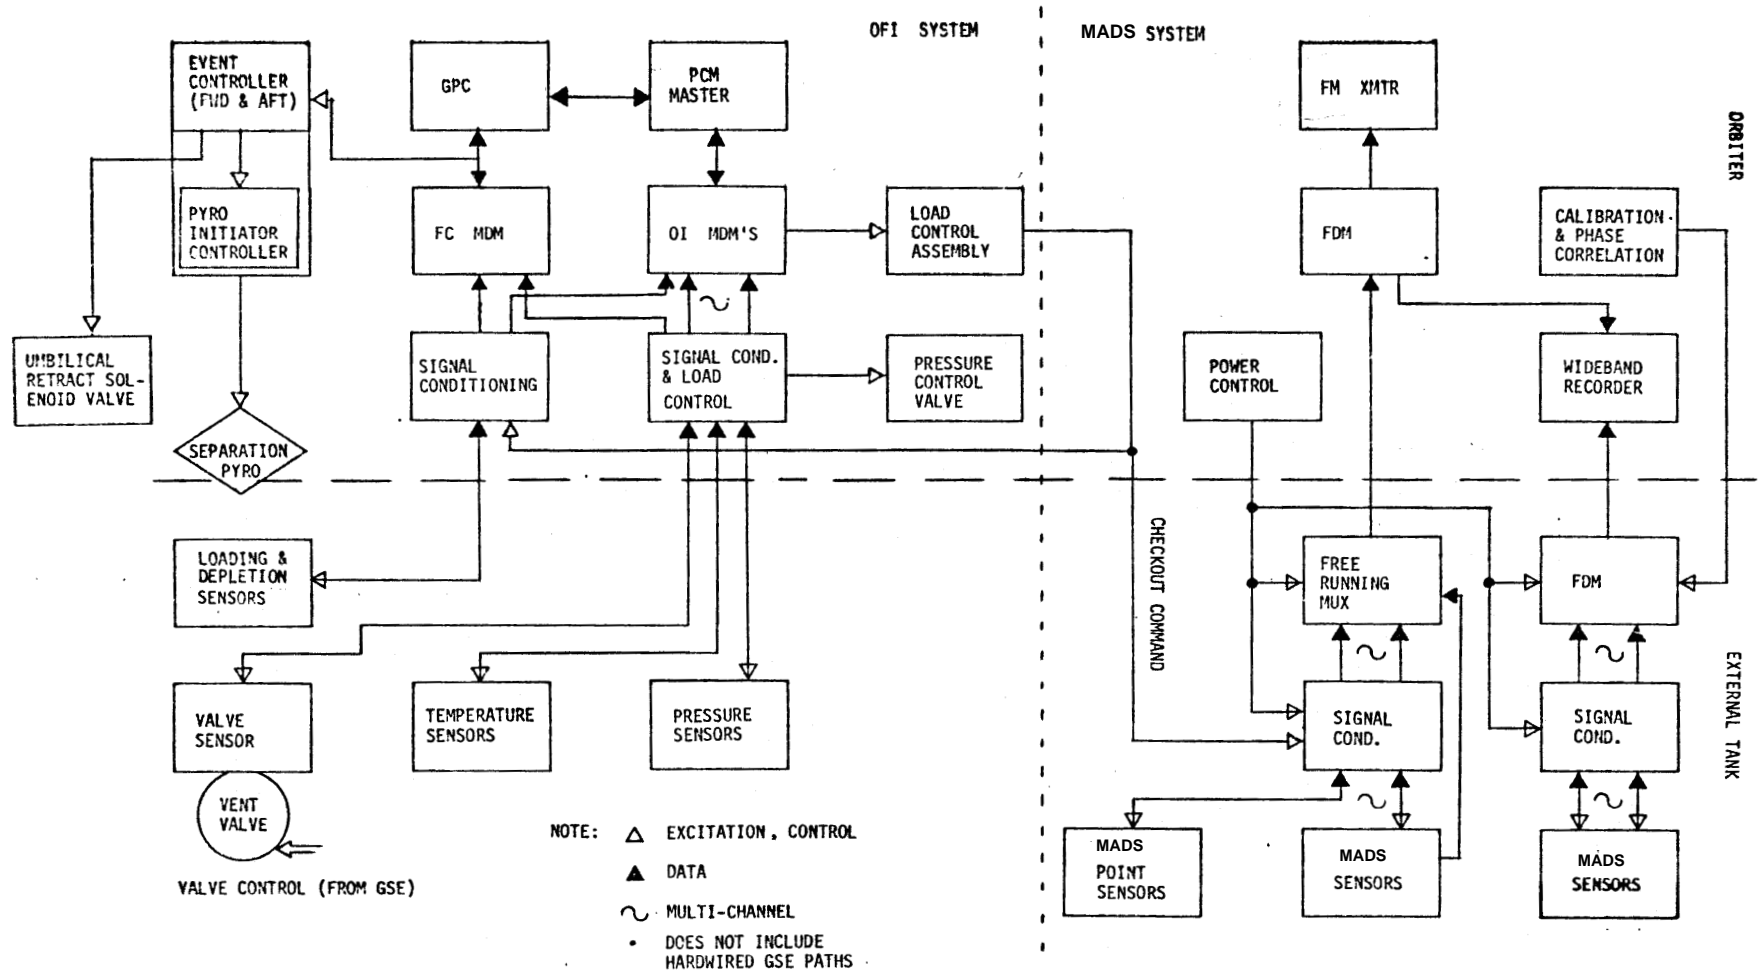 OFI SYSTEM
MADS SYSTEM
EVENT
CONTROLLER
(FWD & AFT)
GPC
PCM
MASTER
FM XMTR
ORBITER
PYRO
INITIATOR
CONTROLLER
FC MDM
OI MDM'S
LOAD
CONTROL
ASSEMBLY
FDM
CALIBRATION
& PHASE
CORRELATION
UMBILICAL
RETRACT SOL-
ENOID VALVE
SIGNAL
CONDITIONING
SIGNAL COND.
& LOAD
CONTROL
PRESSURE
CONTROL
VALVE
POWER
CONTROL
WIDEBAND
RECORDER
SEPARATION
PYRO
LOADING &
DEPLETION
SENSORS
CHECKOUT COMMAND
FREE
RUNNING
MUX
FDM
EXTERNAL TANK
VALVE
SENSOR
TEMPERATURE
SENSORS
PRESSURE
SENSORS
SIGNAL
COND.
SIGNAL
COND.
VENT
VALVE
VALVE CONTROL (FROM GSE)
MADS
POINT
SENSORS
MADS
SENSORS
MADS
SENSORS
NOTE: △ EXCITATION, CONTROL
▲ DATA
～ MULTI-CHANNEL
• DOES NOT INCLUDE
HARDWIRED GSE PATHS